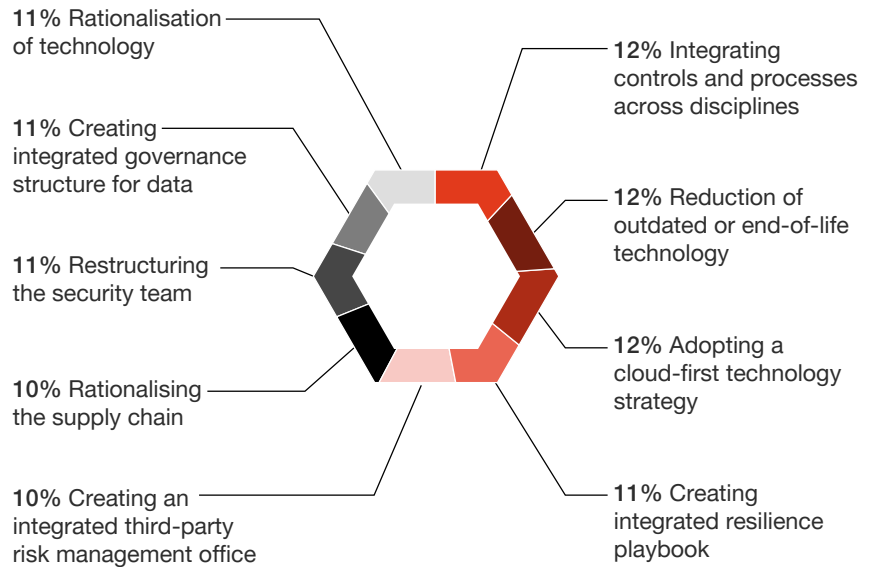 11% Rationalisation
of technology
11% Creating
integrated governance
structure for data
11% Restructuring
the security team
10% Rationalising
the supply chain
10% Creating an
integrated third-party
risk management office
12% Integrating
controls and processes
across disciplines
12% Reduction of
outdated or end-of-life
technology
12% Adopting a
cloud-first technology
strategy
11% Creating
integrated resilience
playbook